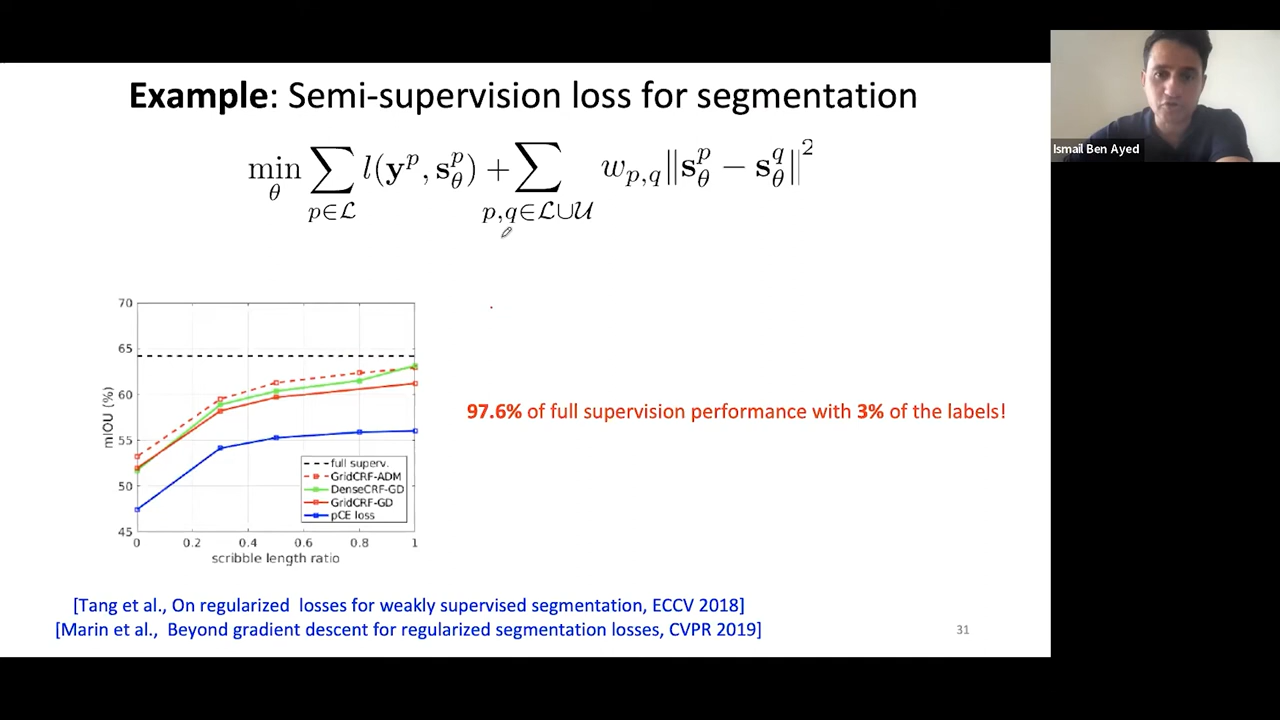 Ismail Ben Ayed
Example: Semi-supervision loss for segmentation
min_θ ∑_{p∈ℒ} l(y^p, s_θ^p) + ∑_{p,q∈ℒ∪𝒰} w_{p,q} ‖s_θ^p − s_θ^q‖^2
70
65
60
55
50
45
mIOU (%)
0 0.2 0.4 0.6 0.8 1
scribble length ratio
full superv.
GridCRF-ADM
DenseCRF-GD
GridCRF-GD
pCE loss
97.6% of full supervision performance with 3% of the labels!
[Tang et al., On regularized losses for weakly supervised segmentation, ECCV 2018]
[Marin et al., Beyond gradient descent for regularized segmentation losses, CVPR 2019]
31